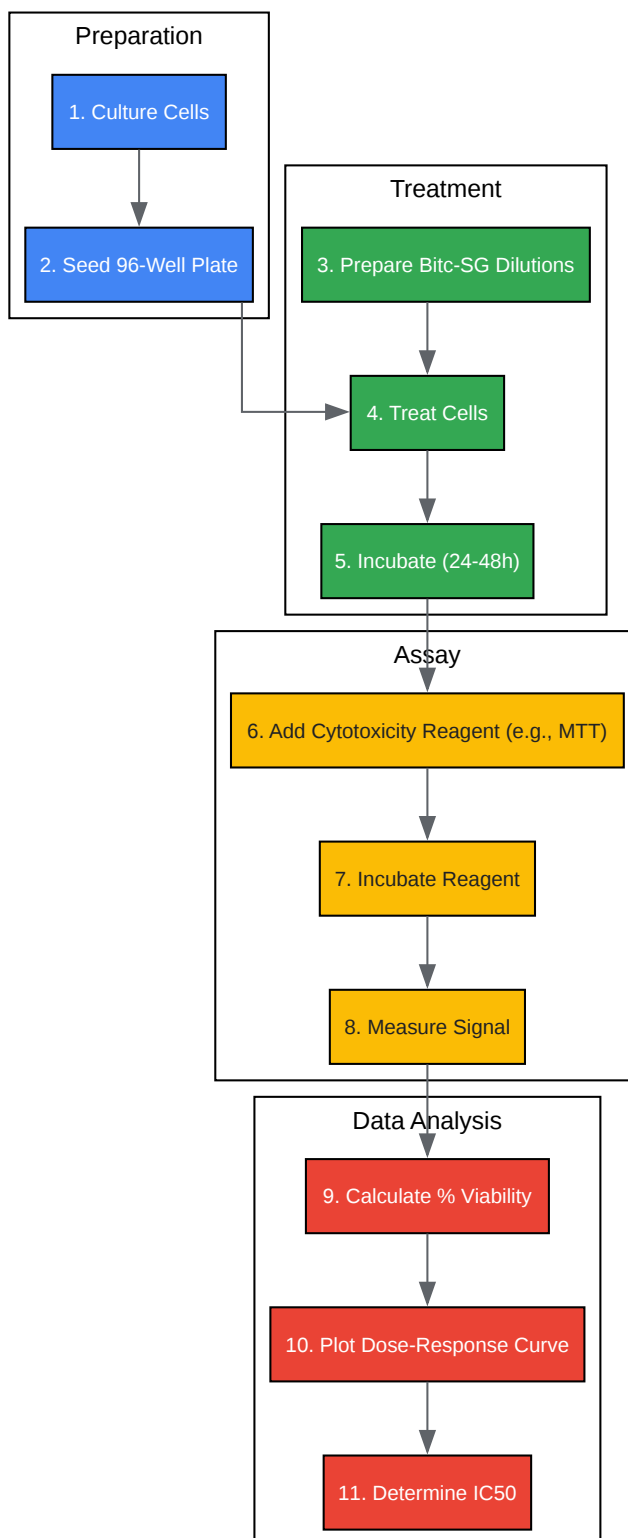 Preparation
1. Culture Cells
2. Seed 96-Well Plate
Treatment
3. Prepare Bitc-SG Dilutions
4. Treat Cells
5. Incubate (24-48h)
Assay
6. Add Cytotoxicity Reagent (e.g., MTT)
7. Incubate Reagent
8. Measure Signal
Data Analysis
9. Calculate % Viability
10. Plot Dose-Response Curve
11. Determine IC50